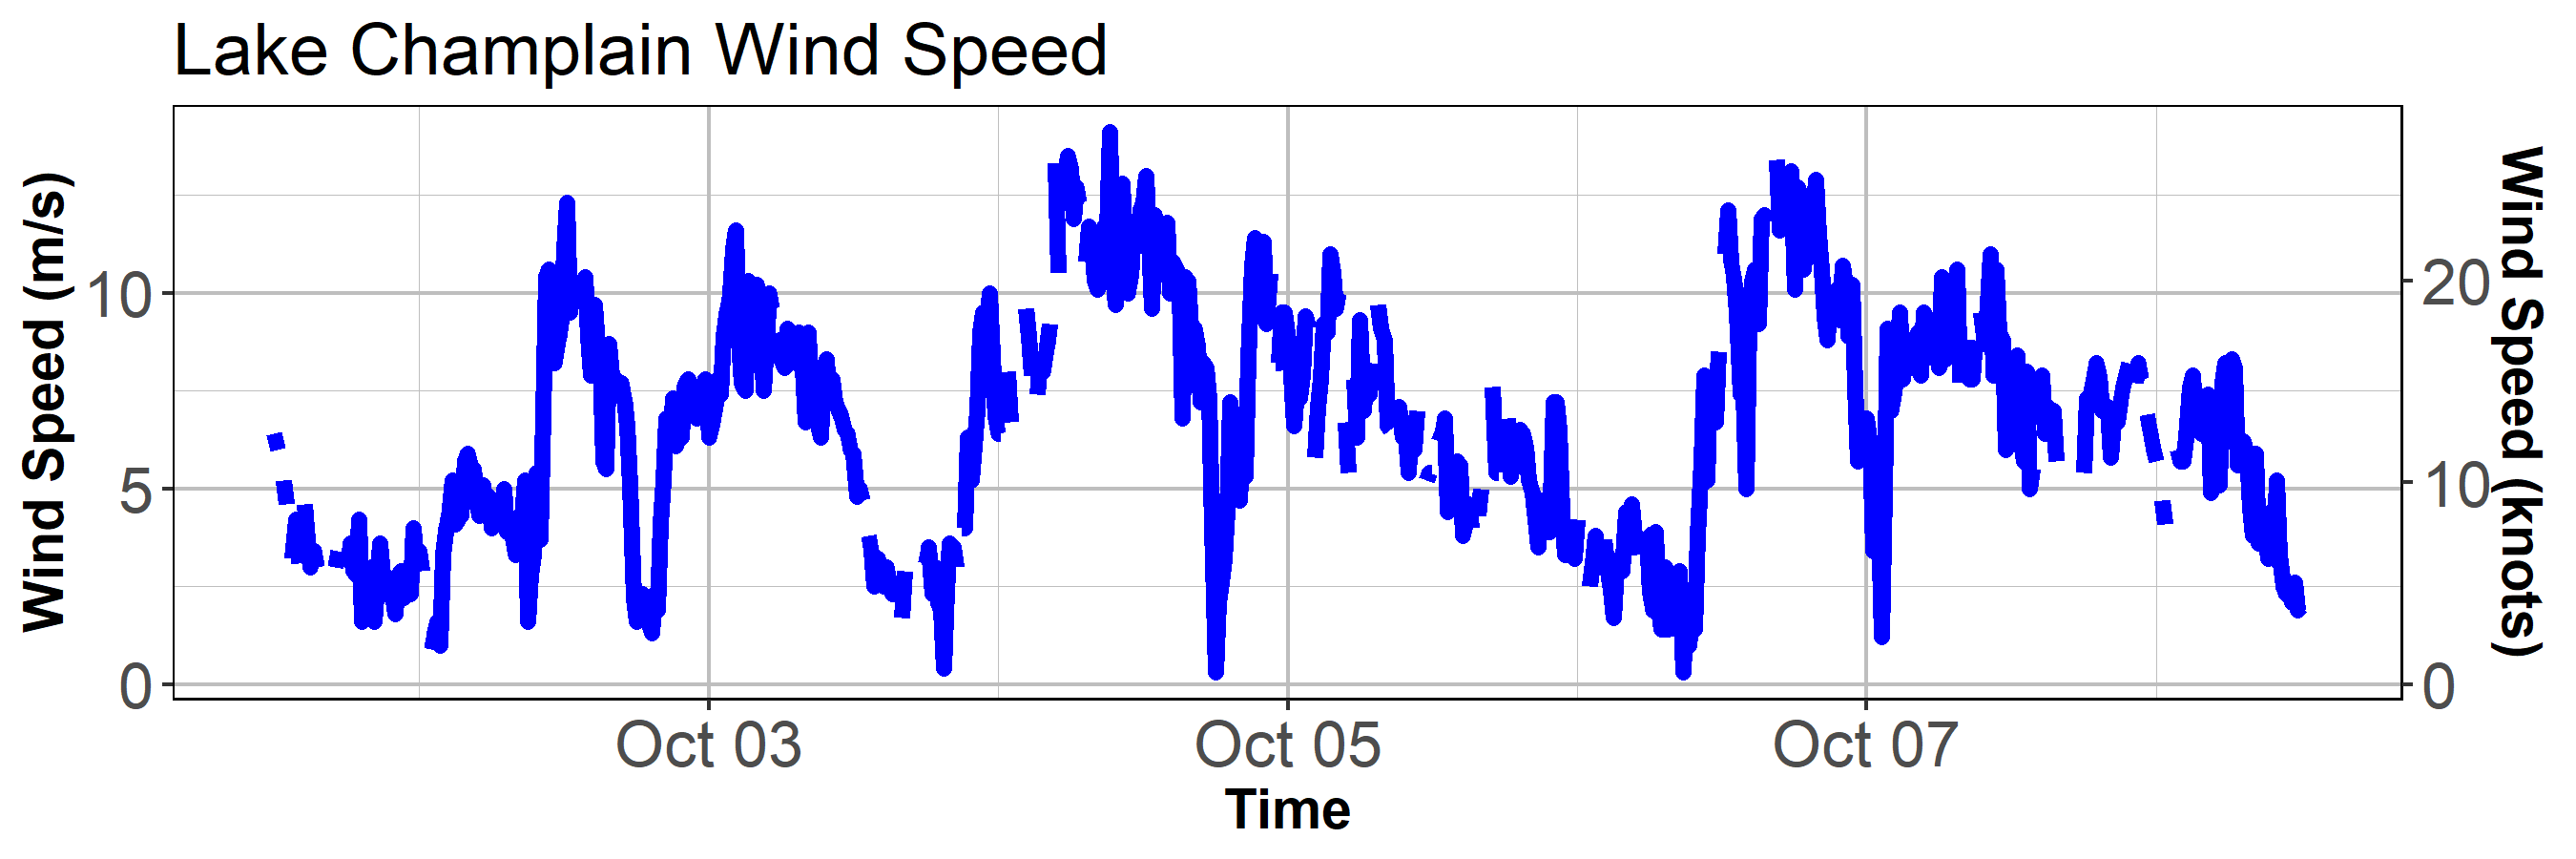 Lake Champlain Wind Speed
Wind Speed (m/s)
10
5
0
20
10
0
Wind Speed (knots)
Oct 03
Oct 05
Oct 07
Time